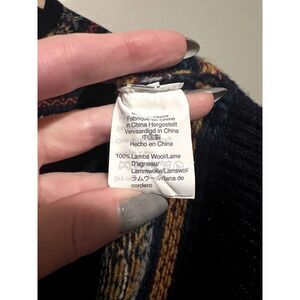 Fabriqué en Chine
n China Hergestellt
Vervaardigd in China
中国製
Hecho en China
100% Lambs Wool/Laine
D'agneau/
Lammwolle/Lamswol/
ラムウール/lana de
cordero